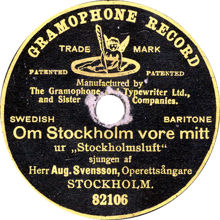 GRAMOPHONE RECORD
TRADE MARK
PATENTED PATENTED
Manufactured by
The Gramophone & Typewriter Ltd.,
and Sister Companies.
SWEDISH BARITONE
Om Stockholm vore mitt
ur „Stockholmsluft“
sjungen af
Herr Aug. Svensson, Operettsångare
STOCKHOLM.
82106